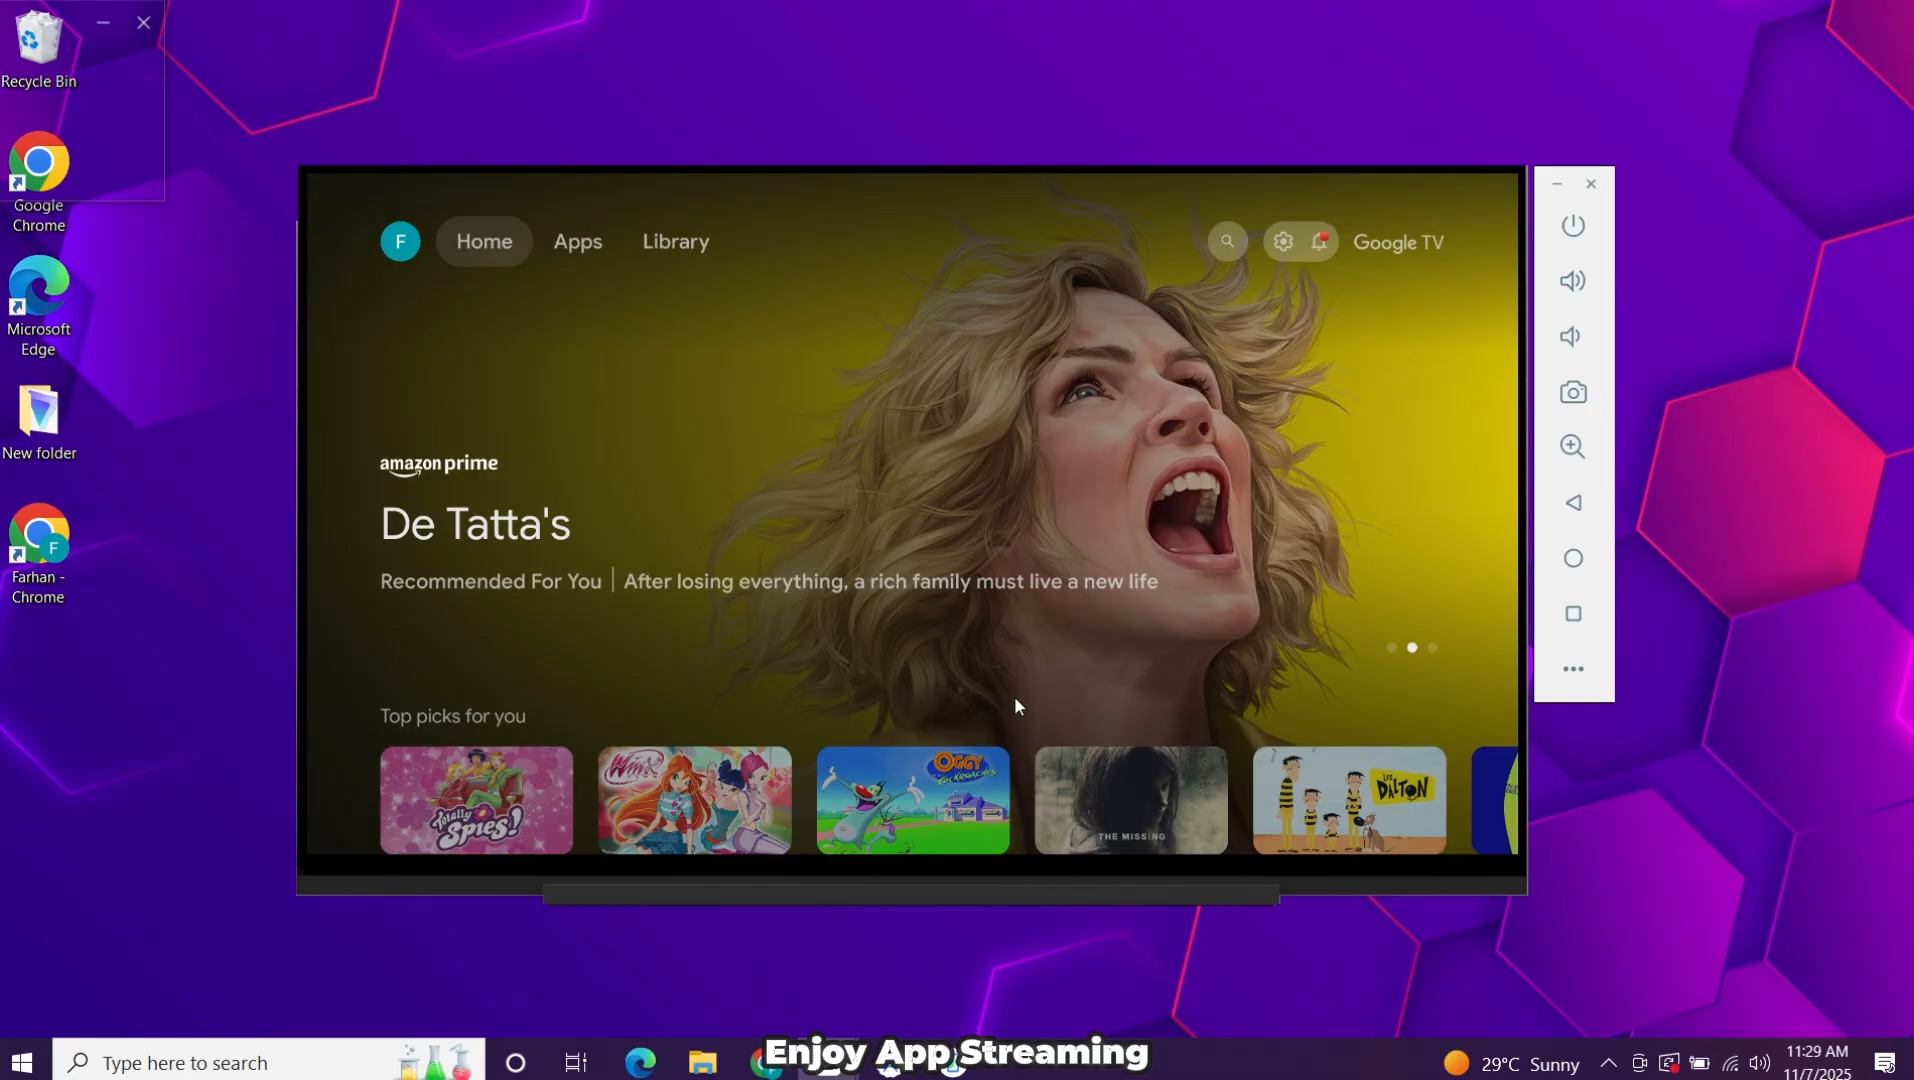 Recycle Bin
Google
Chrome
Microsoft
Edge
New folder
F
Farhan -
Chrome
F
Home
Apps
Library
Google TV
amazon prime
De Tatta's
Recommended For You | After losing everything, a rich family must live a new life
Top picks for you
Totally
Spies!
Winx
OGGY
THE MISSING
LES
DALTON
Type here to search
Enjoy App Streaming
29°C Sunny
11:29 AM
11/7/2025